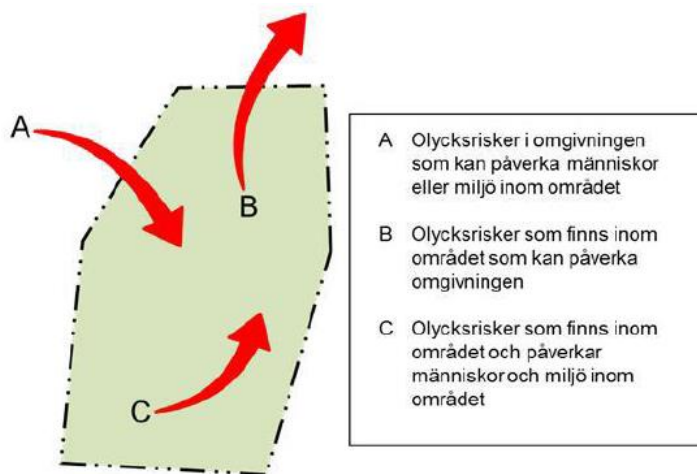 A
B
C
A Olycksrisker i omgivningen
som kan påverka människor
eller miljö inom området
B Olycksrisker som finns inom
området som kan påverka
omgivningen
C Olycksrisker som finns inom
området och påverkar
människor och miljö inom
området